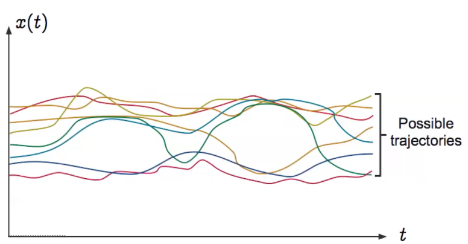 x(t)
Possible
trajectories
t